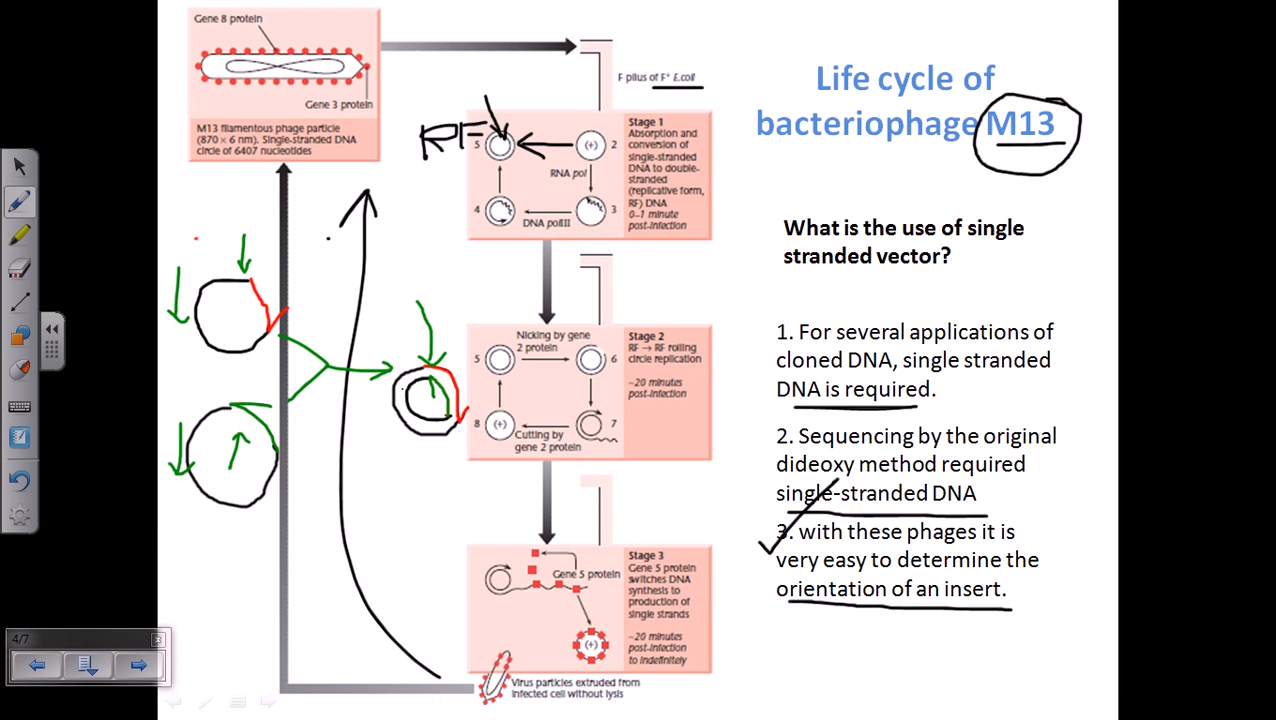 Gene 8 protein
Gene 3 protein
M13 filamentous phage particle
(870 × 6 nm). Single-stranded DNA
circle of 6407 nucleotides
F pilus of F⁺ E.coli
Life cycle of
bacteriophage M13
RF
5
(+)
2
RNA pol
4
DNA polIII
3
Stage 1
Absorption and
conversion of
single-stranded
DNA to double-
stranded
(replicative form,
RF) DNA
0–1 minute
post-infection
What is the use of single
stranded vector?
Nicking by gene
2 protein
5
6
8
(+)
7
Cutting by
gene 2 protein
Stage 2
RF → RF rolling
circle replication
~20 minutes
post-infection
1. For several applications of
cloned DNA, single stranded
DNA is required.
2. Sequencing by the original
dideoxy method required
single-stranded DNA
3. with these phages it is
very easy to determine the
orientation of an insert.
Gene 5 protein
(+)
Stage 3
Gene 5 protein
switches DNA
synthesis to
production of
single strands
~20 minutes
post-infection
to indefinitely
Virus particles extruded from
infected cell without lysis
4/7